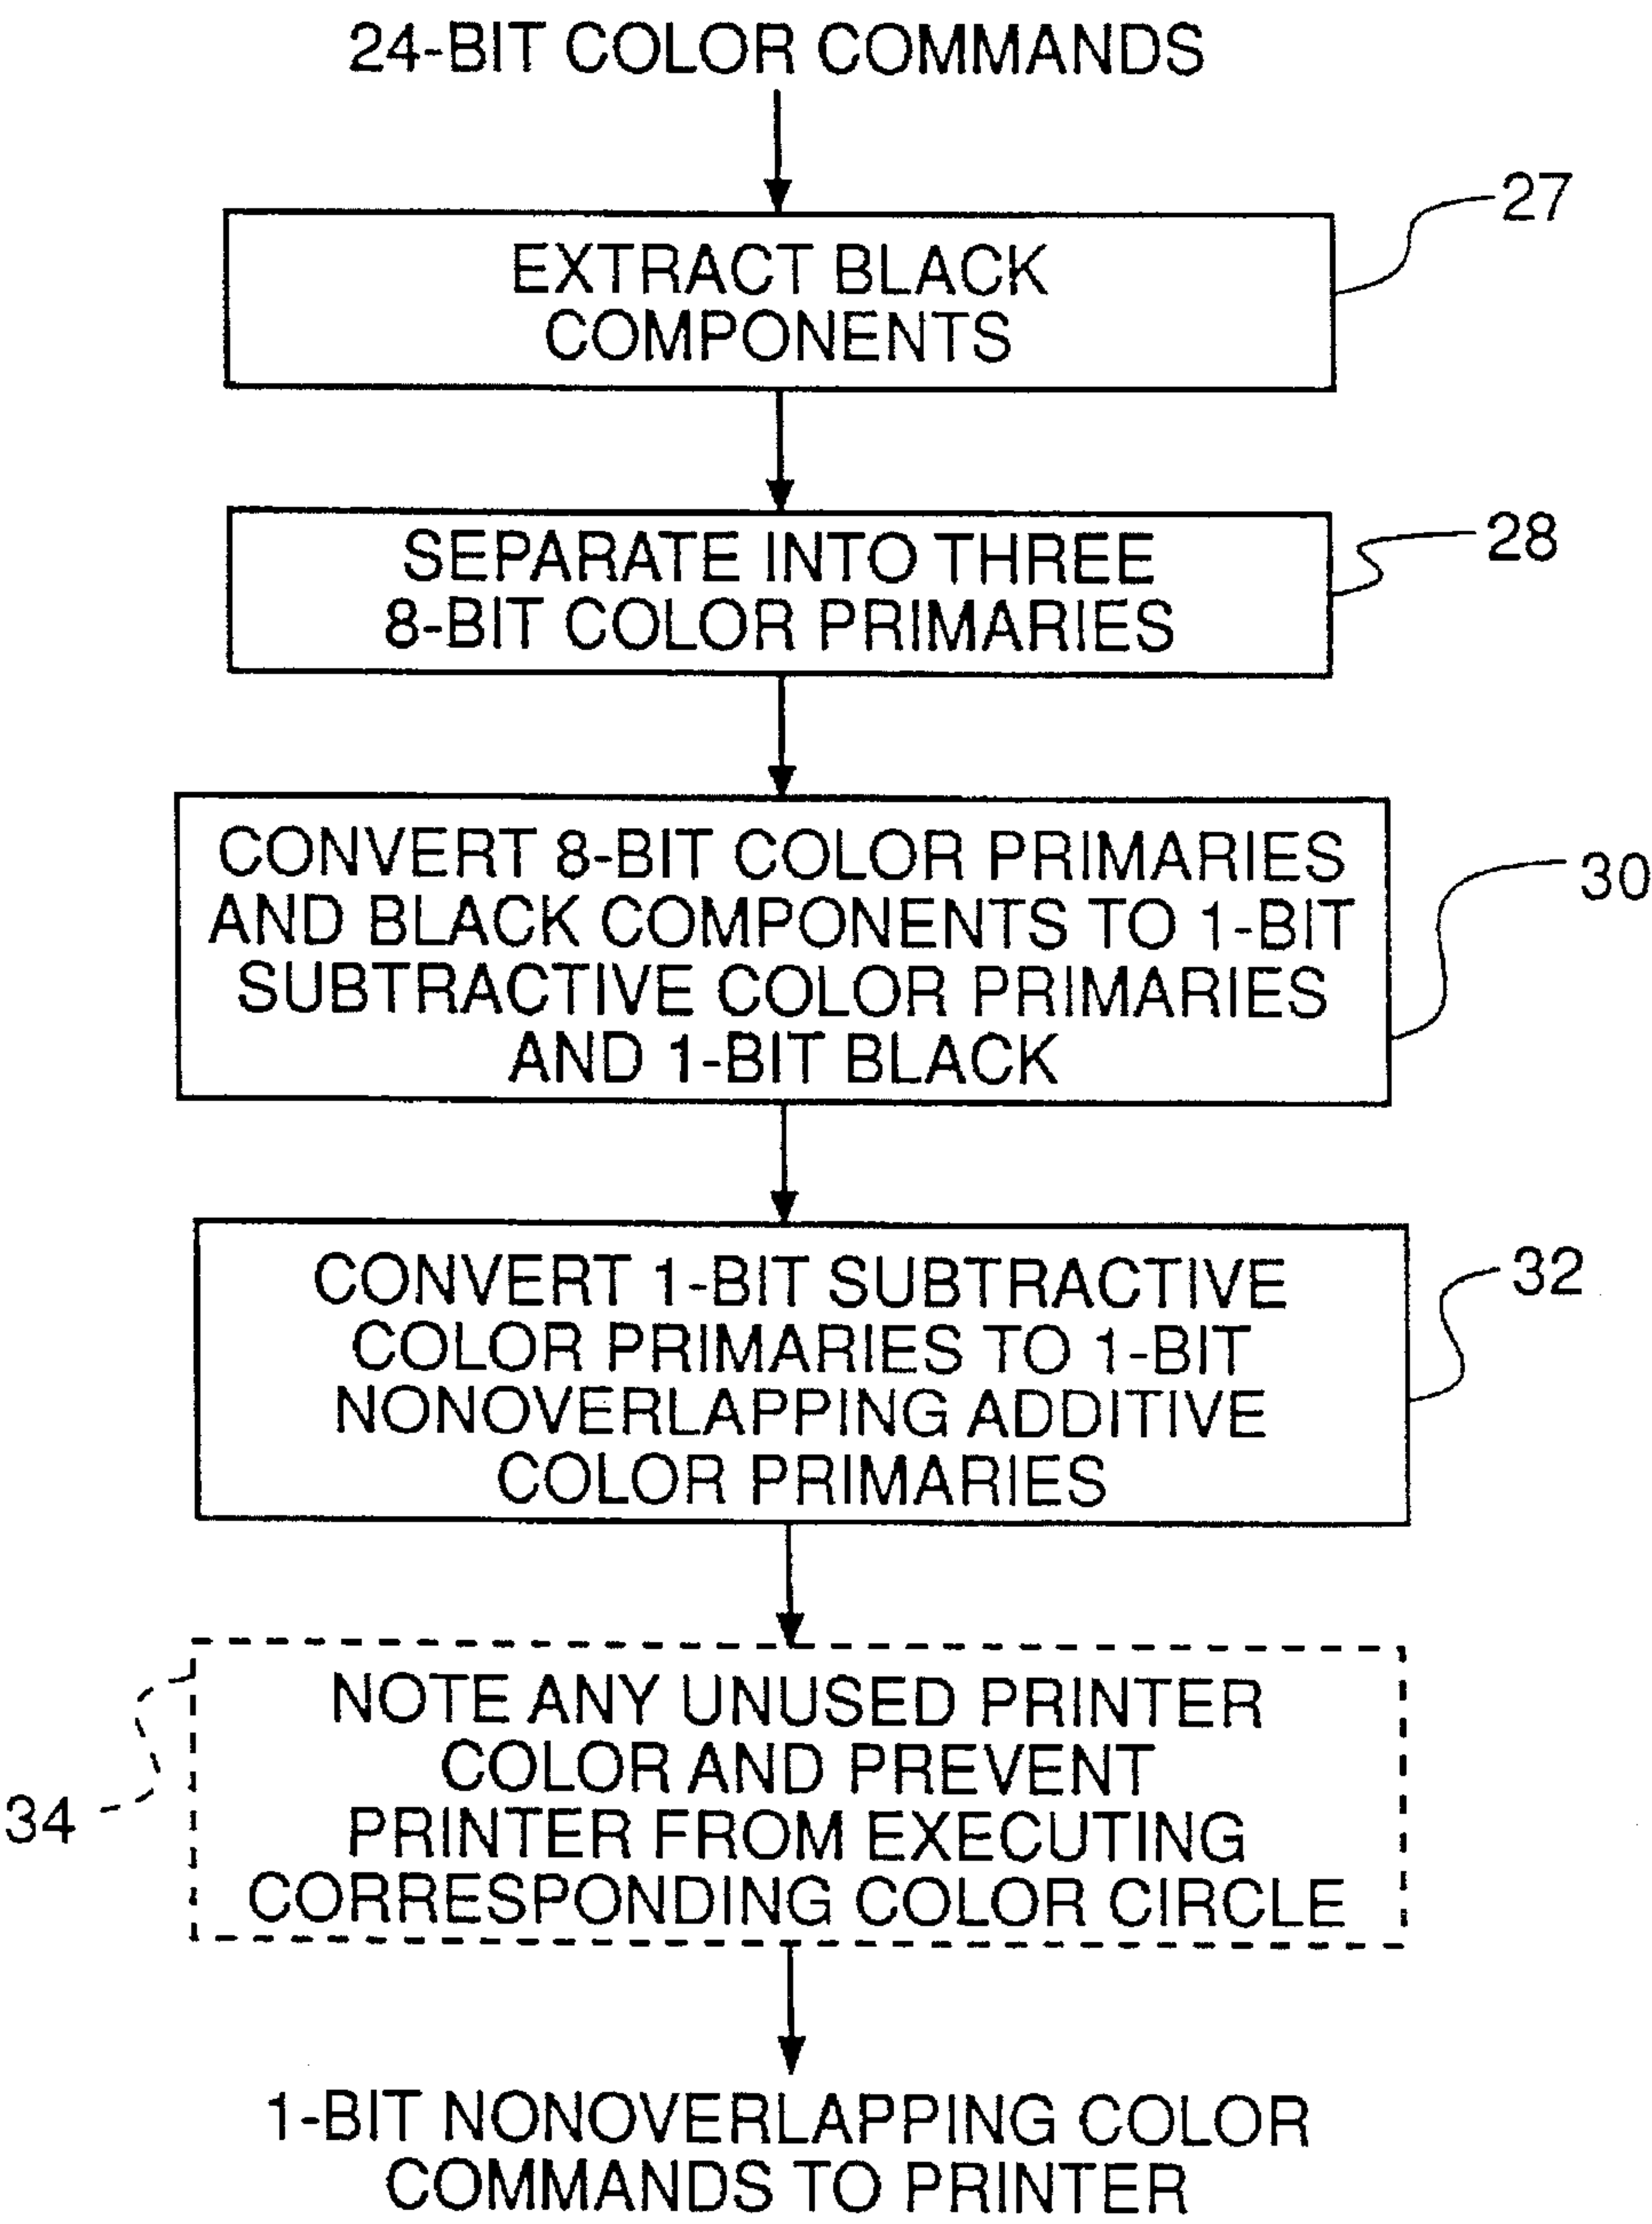 24-BIT COLOR COMMANDS
27
EXTRACT BLACK
COMPONENTS
28
SEPARATE INTO THREE
8-BIT COLOR PRIMARIES
CONVERT 8-BIT COLOR PRIMARIES
30
AND BLACK COMPONENTS TO 1-BIT
SUBTRACTIVE COLOR PRIMARIES
AND 1-BIT BLACK
32
CONVERT 1-BIT SUBTRACTIVE
COLOR PRIMARIES TO 1-BIT
NONOVERLAPPING ADDITIVE
COLOR PRIMARIES
NOTE ANY UNUSED PRINTER
COLOR AND PREVENT
34
PRINTER FROM EXECUTING
CORRESPONDING COLOR CIRCLE
1-BIT NONOVERLAPPING COLOR
COMMANDS TO PRINTER